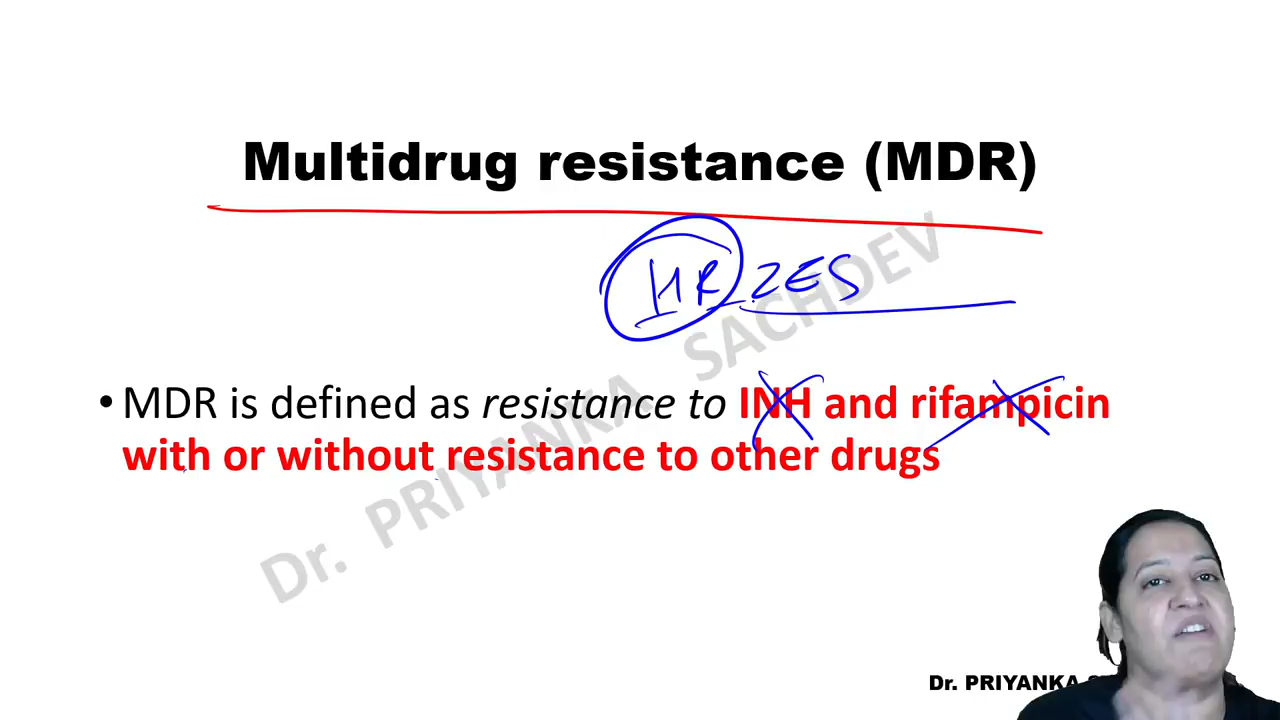 Multidrug resistance (MDR)
HR ZES
• MDR is defined as resistance to INH and rifampicin
with or without resistance to other drugs
Dr. PRIYANKA SACHDEV
Dr. PRIYANKA